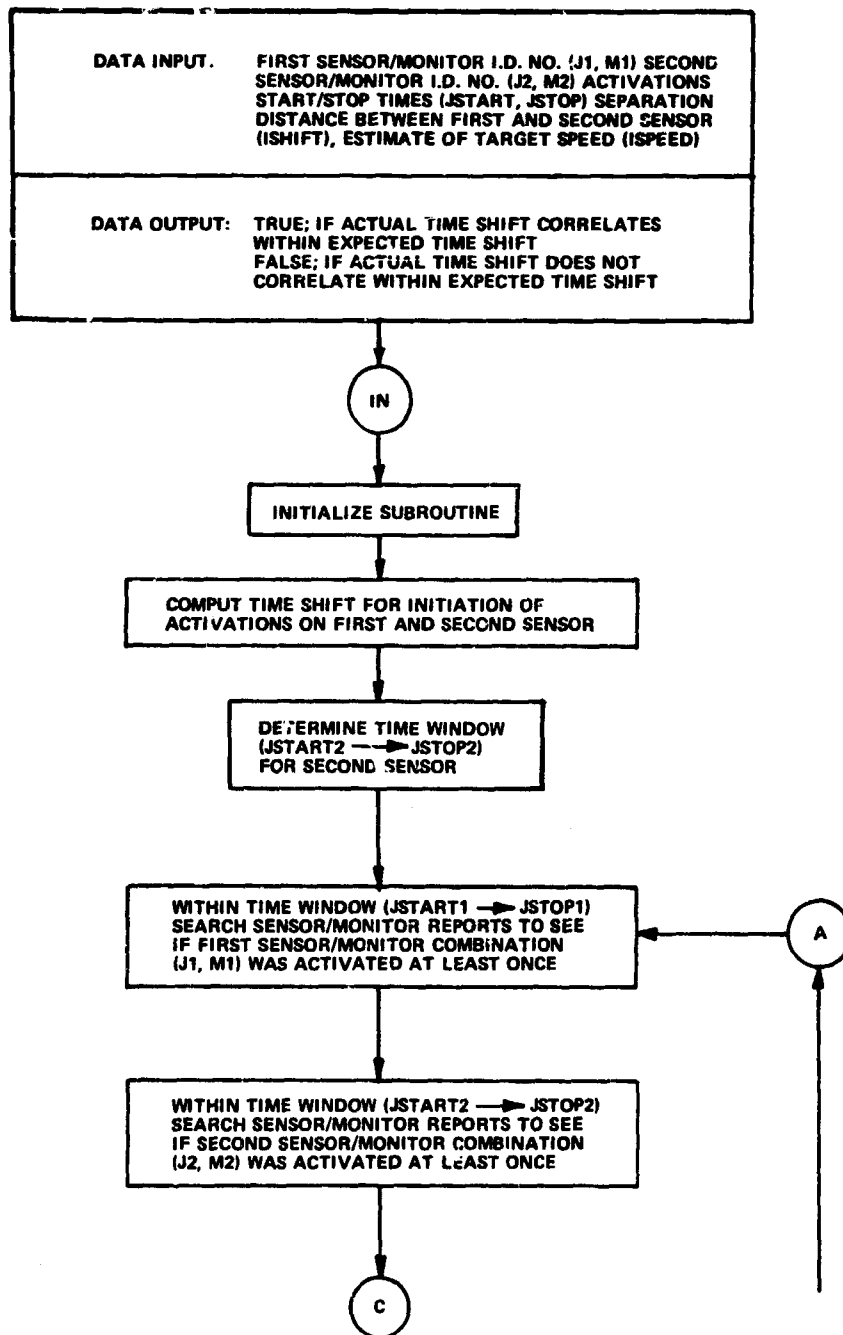 DATA INPUT. FIRST SENSOR/MONITOR I.D. NO. (J1, M1) SECOND
SENSOR/MONITOR I.D. NO. (J2, M2) ACTIVATIONS
START/STOP TIMES (JSTART, JSTOP) SEPARATION
DISTANCE BETWEEN FIRST AND SECOND SENSOR
(ISHIFT), ESTIMATE OF TARGET SPEED (ISPEED)
DATA OUTPUT: TRUE; IF ACTUAL TIME SHIFT CORRELATES
WITHIN EXPECTED TIME SHIFT
FALSE; IF ACTUAL TIME SHIFT DOES NOT
CORRELATE WITHIN EXPECTED TIME SHIFT
IN
INITIALIZE SUBROUTINE
COMPUT TIME SHIFT FOR INITIATION OF
ACTIVATIONS ON FIRST AND SECOND SENSOR
DETERMINE TIME WINDOW
(JSTART2 → JSTOP2)
FOR SECOND SENSOR
WITHIN TIME WINDOW (JSTART1 → JSTOP1)
SEARCH SENSOR/MONITOR REPORTS TO SEE
IF FIRST SENSOR/MONITOR COMBINATION
(J1, M1) WAS ACTIVATED AT LEAST ONCE
A
WITHIN TIME WINDOW (JSTART2 → JSTOP2)
SEARCH SENSOR/MONITOR REPORTS TO SEE
IF SECOND SENSOR/MONITOR COMBINATION
(J2, M2) WAS ACTIVATED AT LEAST ONCE
C